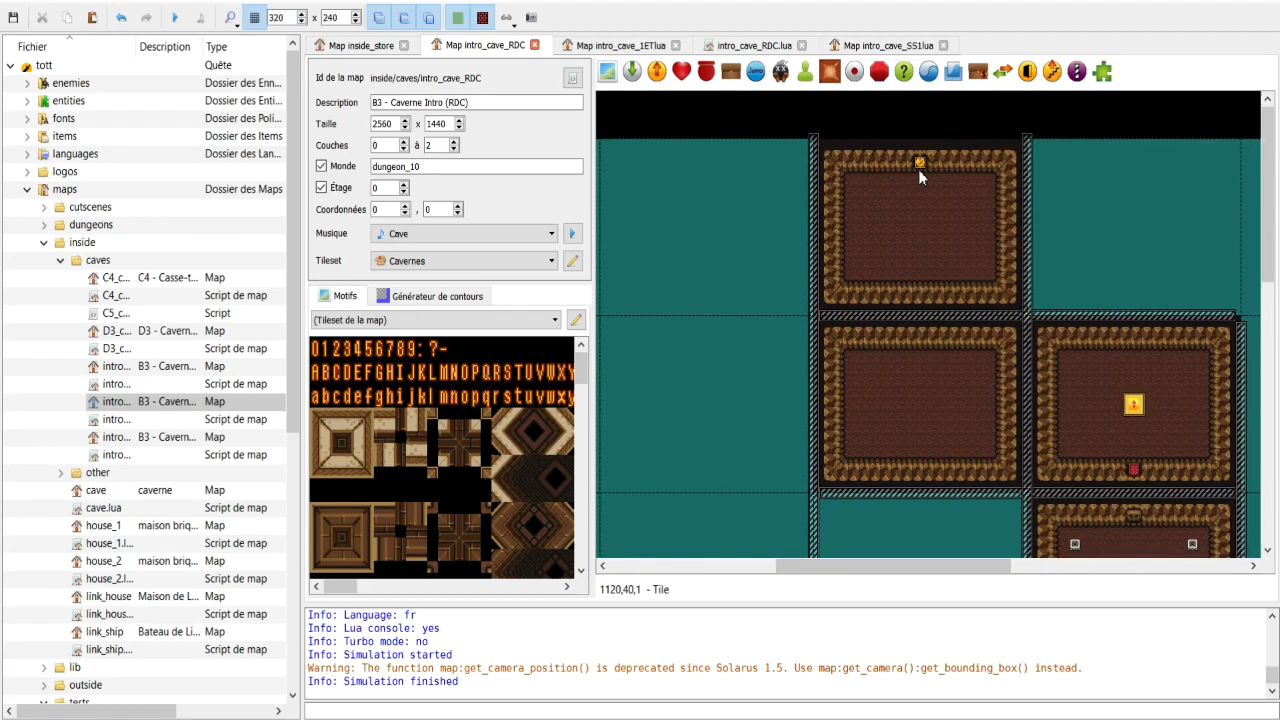 320 x 240
Fichier Description Type
tott Quête
enemies Dossier des Enn...
entities Dossier des Enti...
fonts Dossier des Poli...
items Dossier des Items
languages Dossier des Lan...
logos
maps Dossier des Maps
cutscenes
dungeons
inside
caves
C4_c... C4 - Casse-t... Map
C4_c... Script de map
C5_c... Script
D3_c... D3 - Cavern... Map
D3_c... Script de map
intro... B3 - Cavern... Map
intro... Script de map
intro... B3 - Cavern... Map
intro... Script de map
intro... B3 - Cavern... Map
intro... Script de map
other
cave caverne Map
cave.lua Script de map
house_1 maison briq... Map
house_1.l... Script de map
house_2 maison briq... Map
house_2.l... Script de map
link_house Maison de L... Map
link_hous... Script de map
link_ship Bateau de Li... Map
link_ship.... Script de map
lib
outside
tests
Map inside_store
Map intro_cave_RDC
Map intro_cave_1ETlua
intro_cave_RDC.lua
Map intro_cave_SS1lua
Id de la map inside/caves/intro_cave_RDC
Description B3 - Caverne Intro (RDC)
Taille 2560 x 1440
Couches 0 à 2
Monde dungeon_10
Étage 0
Coordonnées 0 , 0
Musique Cave
Tileset Cavernes
Motifs Générateur de contours
(Tileset de la map)
0123456789:?-
ABCDEFGHIJKLMNOPQRSTUVWXY
abcdefghijklmnopqrstuvwxy
Jump
1120,40,1 - Tile
Info: Language: fr
Info: Lua console: yes
Info: Turbo mode: no
Info: Simulation started
Warning: The function map:get_camera_position() is deprecated since Solarus 1.5. Use map:get_camera():get_bounding_box() instead.
Info: Simulation finished